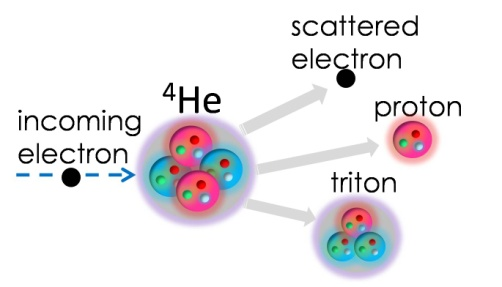 incoming
electron
⁴He
scattered
electron
proton
triton